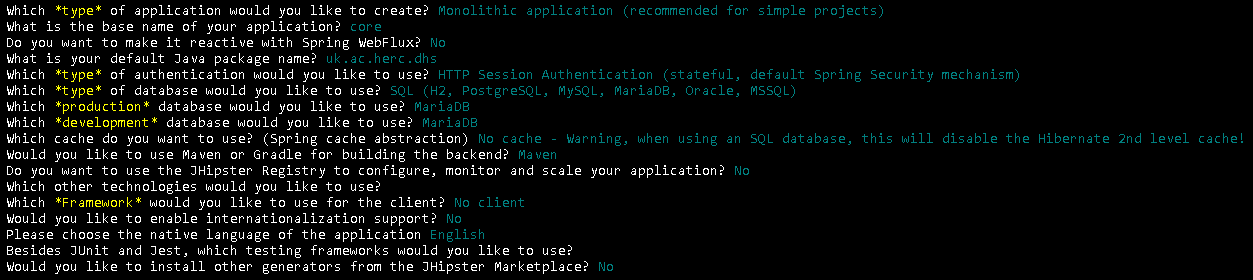 Which *type* of application would you like to create? Monolithic application (recommended for simple projects)
What is the base name of your application? core
Do you want to make it reactive with Spring WebFlux? No
What is your default Java package name? uk.ac.herc.dhs
Which *type* of authentication would you like to use? HTTP Session Authentication (stateful, default Spring Security mechanism)
Which *type* of database would you like to use? SQL (H2, PostgreSQL, MySQL, MariaDB, Oracle, MSSQL)
Which *production* database would you like to use? MariaDB
Which *development* database would you like to use? MariaDB
Which cache do you want to use? (Spring cache abstraction) No cache - Warning, when using an SQL database, this will disable the Hibernate 2nd level cache!
Would you like to use Maven or Gradle for building the backend? Maven
Do you want to use the JHipster Registry to configure, monitor and scale your application? No
Which other technologies would you like to use?
Which *Framework* would you like to use for the client? No client
Would you like to enable internationalization support? No
Please choose the native language of the application English
Besides JUnit and Jest, which testing frameworks would you like to use?
Would you like to install other generators from the JHipster Marketplace? No